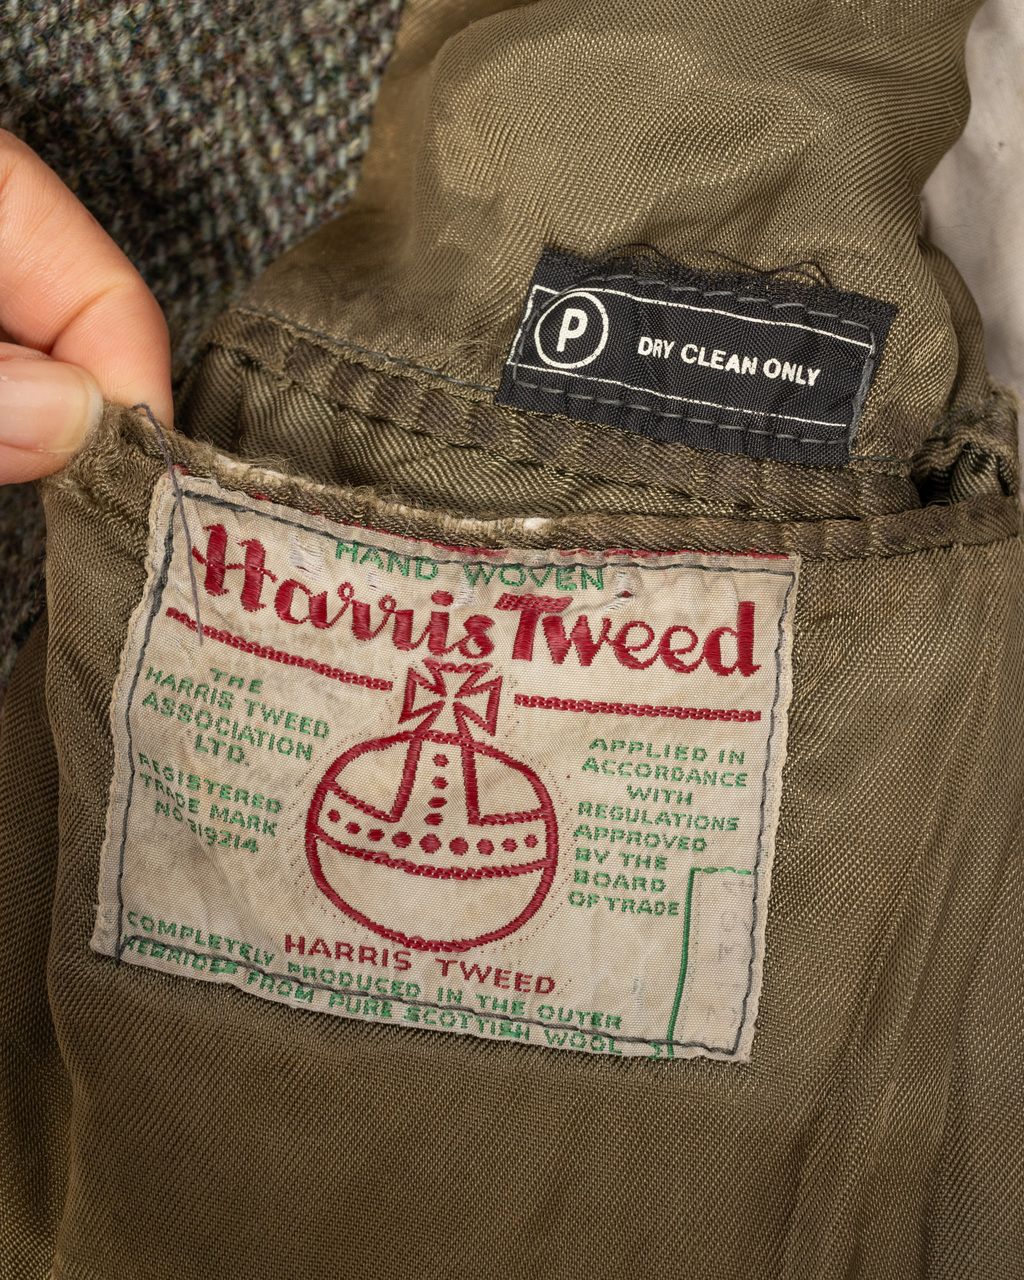 P
DRY CLEAN ONLY
HAND WOVEN
Harris Tweed
THE
HARRIS TWEED
ASSOCIATION
LTD.
REGISTERED
TRADE MARK
NO 319214
APPLIED IN
ACCORDANCE
WITH
REGULATIONS
APPROVED
BY THE
BOARD
OF TRADE
HARRIS TWEED
COMPLETELY PRODUCED IN THE OUTER
HEBRIDES FROM PURE SCOTTISH WOOL